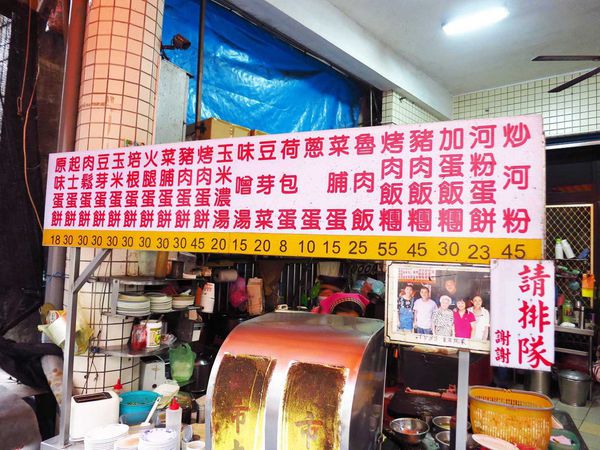 原味蛋餅 18
起士蛋餅 30
肉鬆蛋餅 30
豆芽蛋餅 30
玉米蛋餅 30
焙根蛋餅 30
火腿蛋餅 30
菜脯蛋餅 30
豬肉蛋餅 30
烤肉蛋餅 45
玉米濃湯 20
味噌湯 15
豆芽菜 20
荷包蛋 8
蔥蛋 10
菜脯蛋 15
魯肉飯 25
烤肉飯糰 55
豬肉飯糰 45
加蛋飯糰 30
河粉蛋餅 23
炒河粉 45
請排隊
謝謝